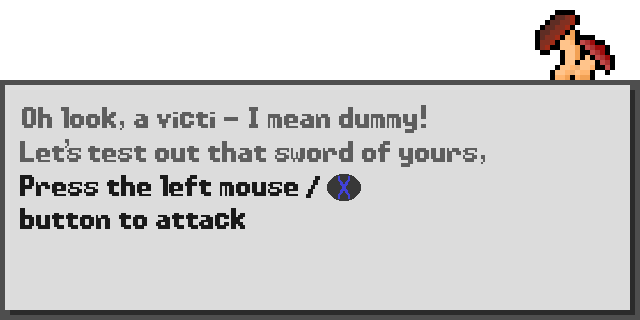 Oh look, a victi - I mean dummy!
Let's test out that sword of yours,
Press the left mouse / X
button to attack